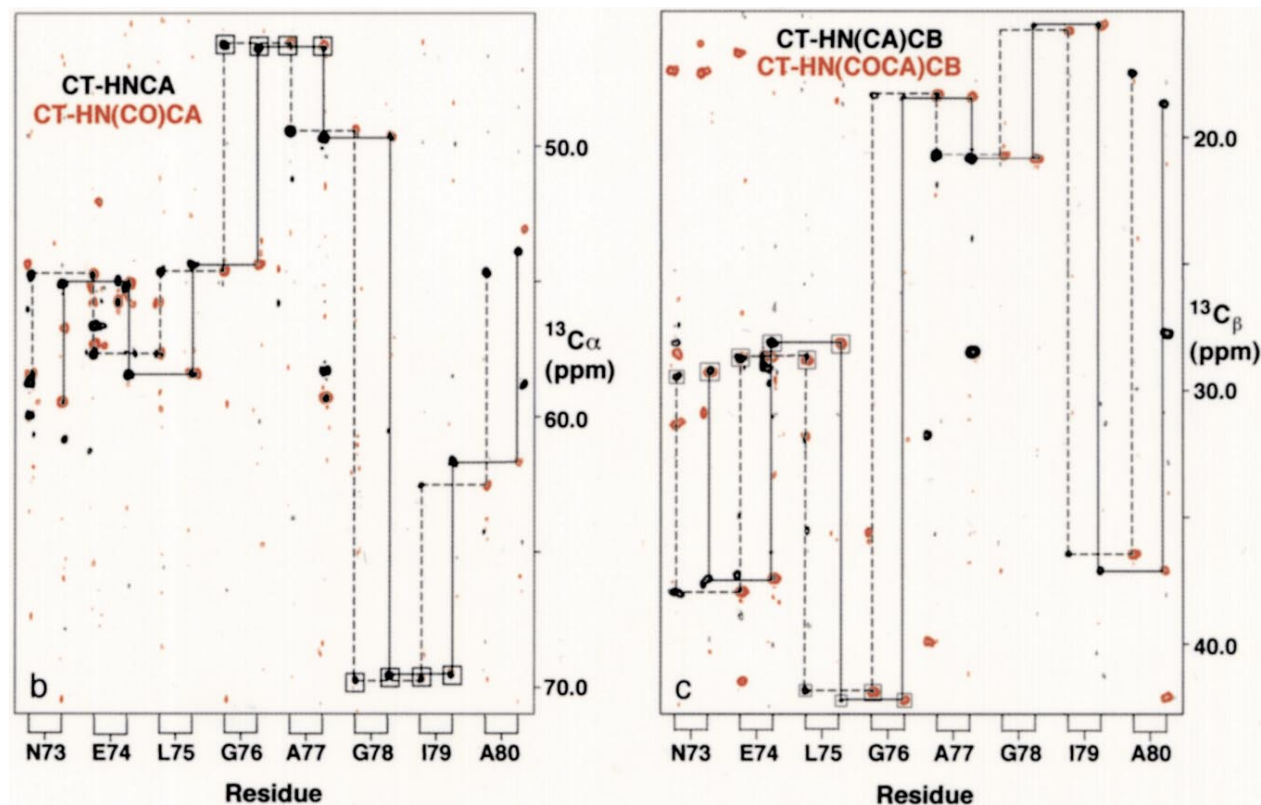 CT-HNCA
CT-HN(CO)CA
50.0
13Cα
(ppm)
60.0
70.0
b
N73 E74 L75 G76 A77 G78 I79 A80
Residue
CT-HN(CA)CB
CT-HN(COCA)CB
20.0
13Cβ
(ppm)
30.0
40.0
c
N73 E74 L75 G76 A77 G78 I79 A80
Residue